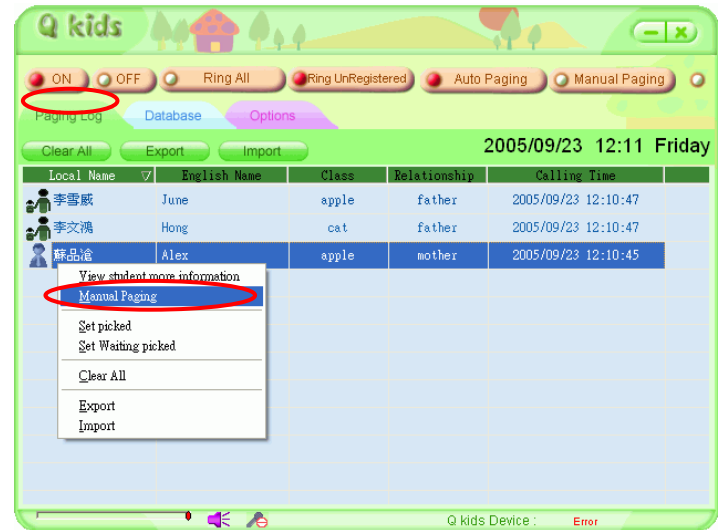 Q kids
ON OFF Ring All Ring UnRegistered Auto Paging Manual Paging
Paging Log Database Options
Clear All Export Import 2005/09/23 12:11 Friday
Local Name English Name Class Relationship Calling Time
李雪威 June apple father 2005/09/23 12:10:47
李文鴻 Hong cat father 2005/09/23 12:10:47
蘇品滄 Alex apple mother 2005/09/23 12:10:45
View student more information
Manual Paging
Set picked
Set Waiting picked
Clear All
Export
Import
Q kids Device : Error